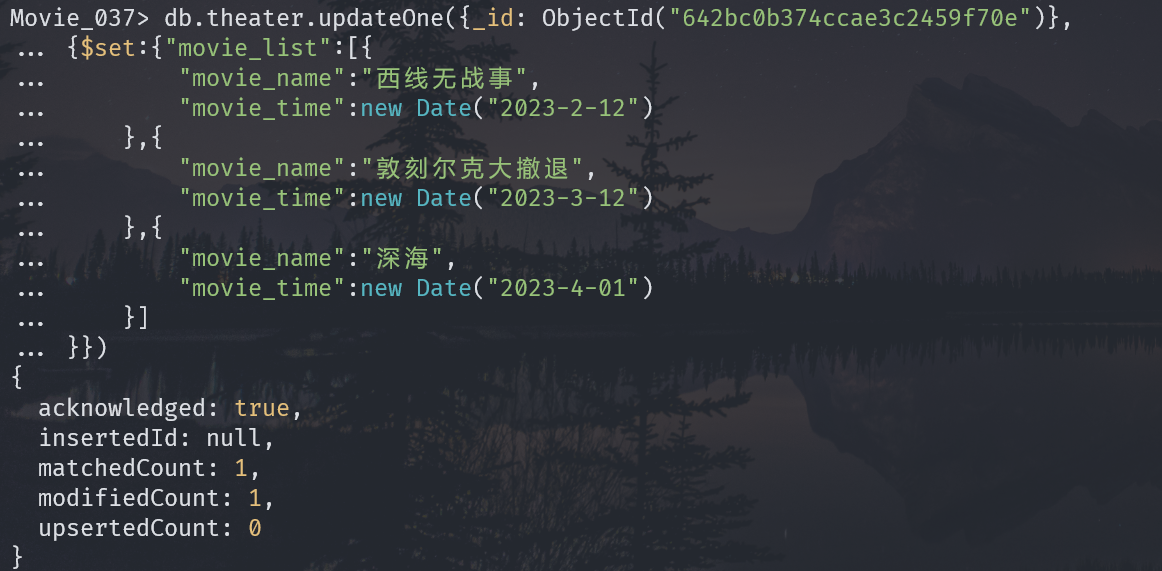 Movie_037> db.theater.updateOne({_id: ObjectId("642bc0b374ccae3c2459f70e")},
... {$set:{"movie_list":[{
...         "movie_name":"西线无战事",
...         "movie_time":new Date("2023-2-12")
...     },{
...         "movie_name":"敦刻尔克大撤退",
...         "movie_time":new Date("2023-3-12")
...     },{
...         "movie_name":"深海",
...         "movie_time":new Date("2023-4-01")
...     }]
... }})
{
  acknowledged: true,
  insertedId: null,
  matchedCount: 1,
  modifiedCount: 1,
  upsertedCount: 0
}